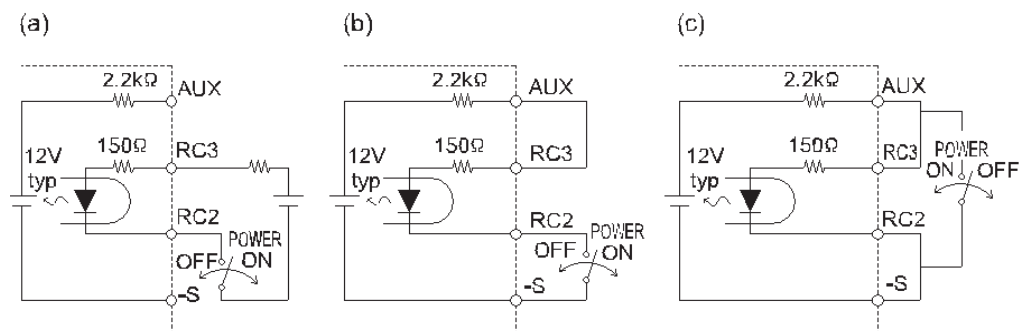 (a)
2.2kΩ
AUX
150Ω
RC3
12V
typ
RC2
POWER
OFF ON
-S
(b)
2.2kΩ
AUX
150Ω
RC3
12V
typ
RC2
POWER
OFF ON
-S
(c)
2.2kΩ
AUX
150Ω
RC3
POWER
ON OFF
12V
typ
RC2
-S